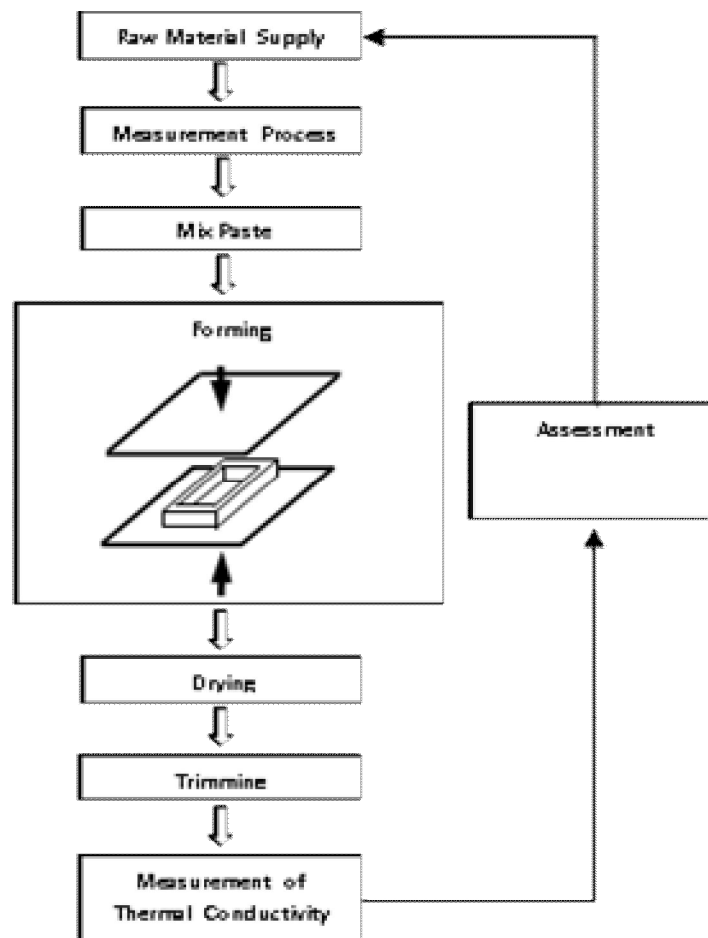 Raw Material Supply
Measurement Process
Mix Paste
Forming
Assessment
Drying
Trimmine
Measurement of
Thermal Conductivity